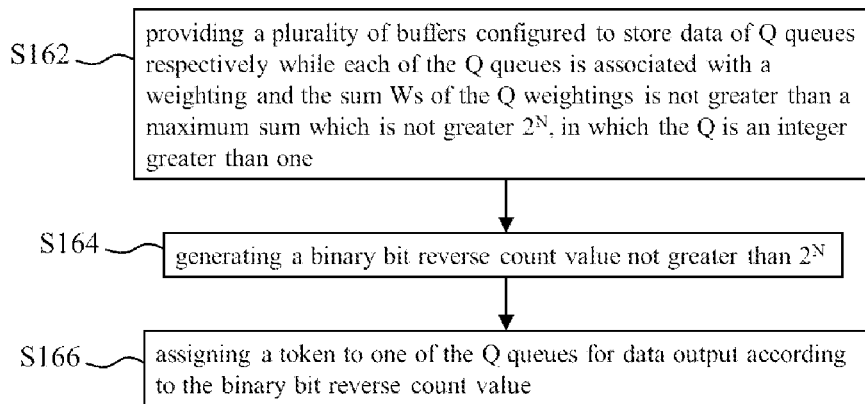 S162
providing a plurality of buffers configured to store data of Q queues
respectively while each of the Q queues is associated with a
weighting and the sum Ws of the Q weightings is not greater than a
maximum sum which is not greater 2^N, in which the Q is an integer
greater than one
S164
generating a binary bit reverse count value not greater than 2^N
S166
assigning a token to one of the Q queues for data output according
to the binary bit reverse count value